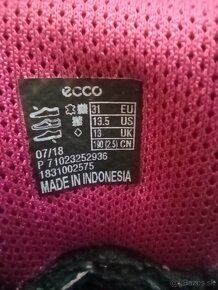 ecco
31 EU
13.5 US
13 UK
190 (2.5) CN
07/18
P 71023252936
1831002575
MADE IN INDONESIA